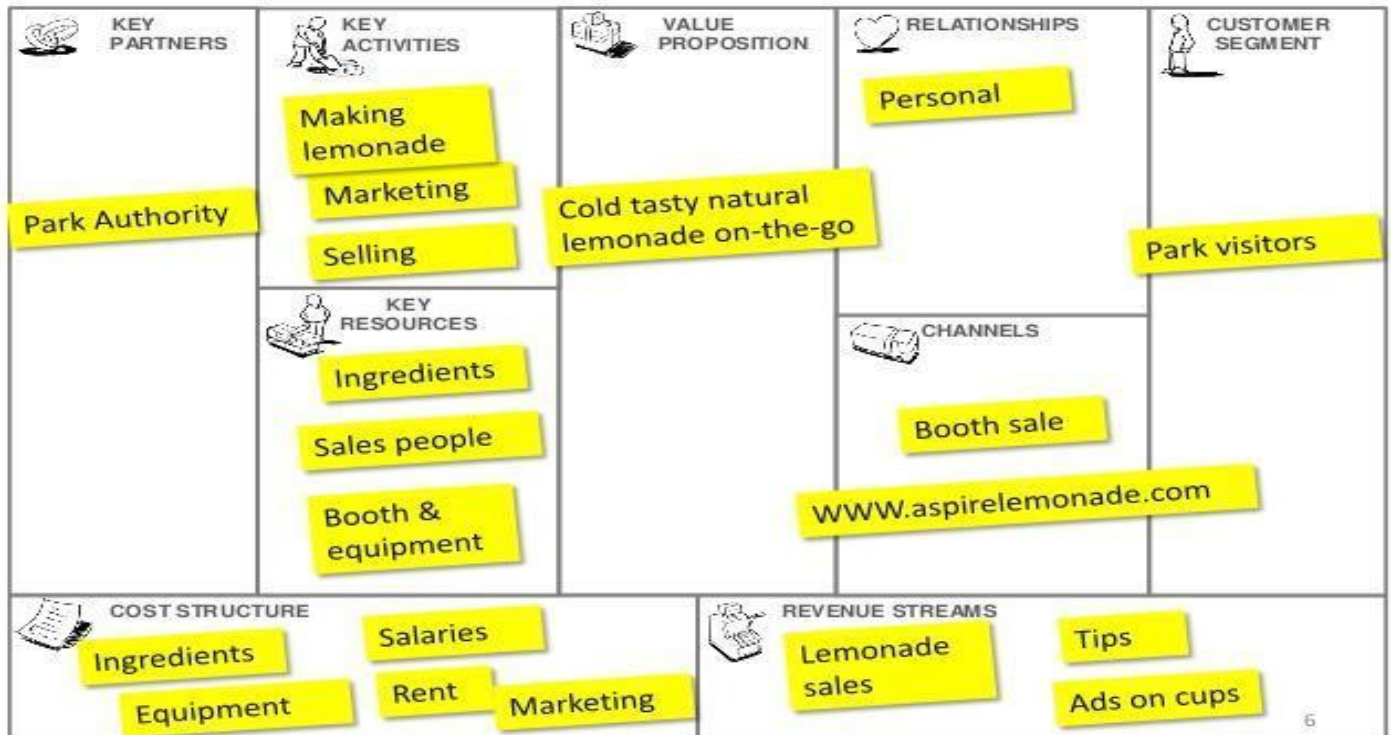 KEY
PARTNERS
Park Authority
KEY
ACTIVITIES
Making
lemonade
Marketing
Selling
KEY
RESOURCES
Ingredients
Sales people
Booth &
equipment
VALUE
PROPOSITION
Cold tasty natural
lemonade on-the-go
RELATIONSHIPS
Personal
CHANNELS
Booth sale
WWW.aspirelemonade.com
CUSTOMER
SEGMENT
Park visitors
COST STRUCTURE
Ingredients
Salaries
Equipment
Rent
Marketing
REVENUE STREAMS
Lemonade
sales
Tips
Ads on cups
6